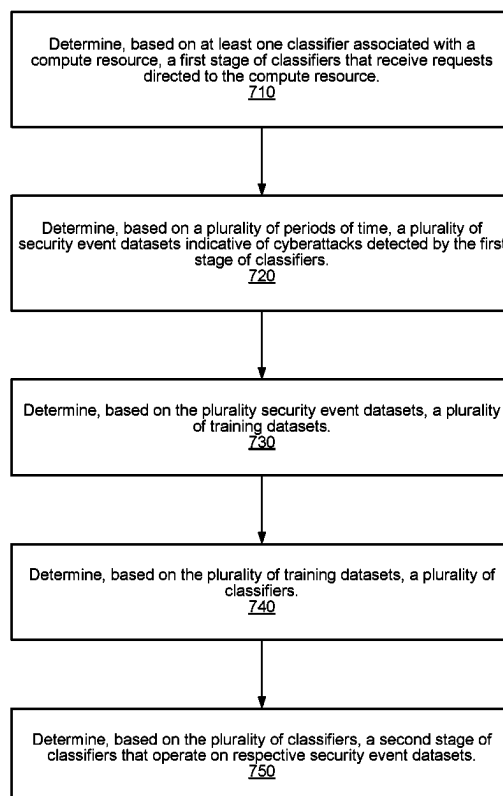 Determine, based on at least one classifier associated with a
compute resource, a first stage of classifiers that receive requests
directed to the compute resource.
710
Determine, based on a plurality of periods of time, a plurality of
security event datasets indicative of cyberattacks detected by the first
stage of classifiers.
720
Determine, based on the plurality security event datasets, a plurality
of training datasets.
730
Determine, based on the plurality of training datasets, a plurality of
classifiers.
740
Determine, based on the plurality of classifiers, a second stage of
classifiers that operate on respective security event datasets.
750